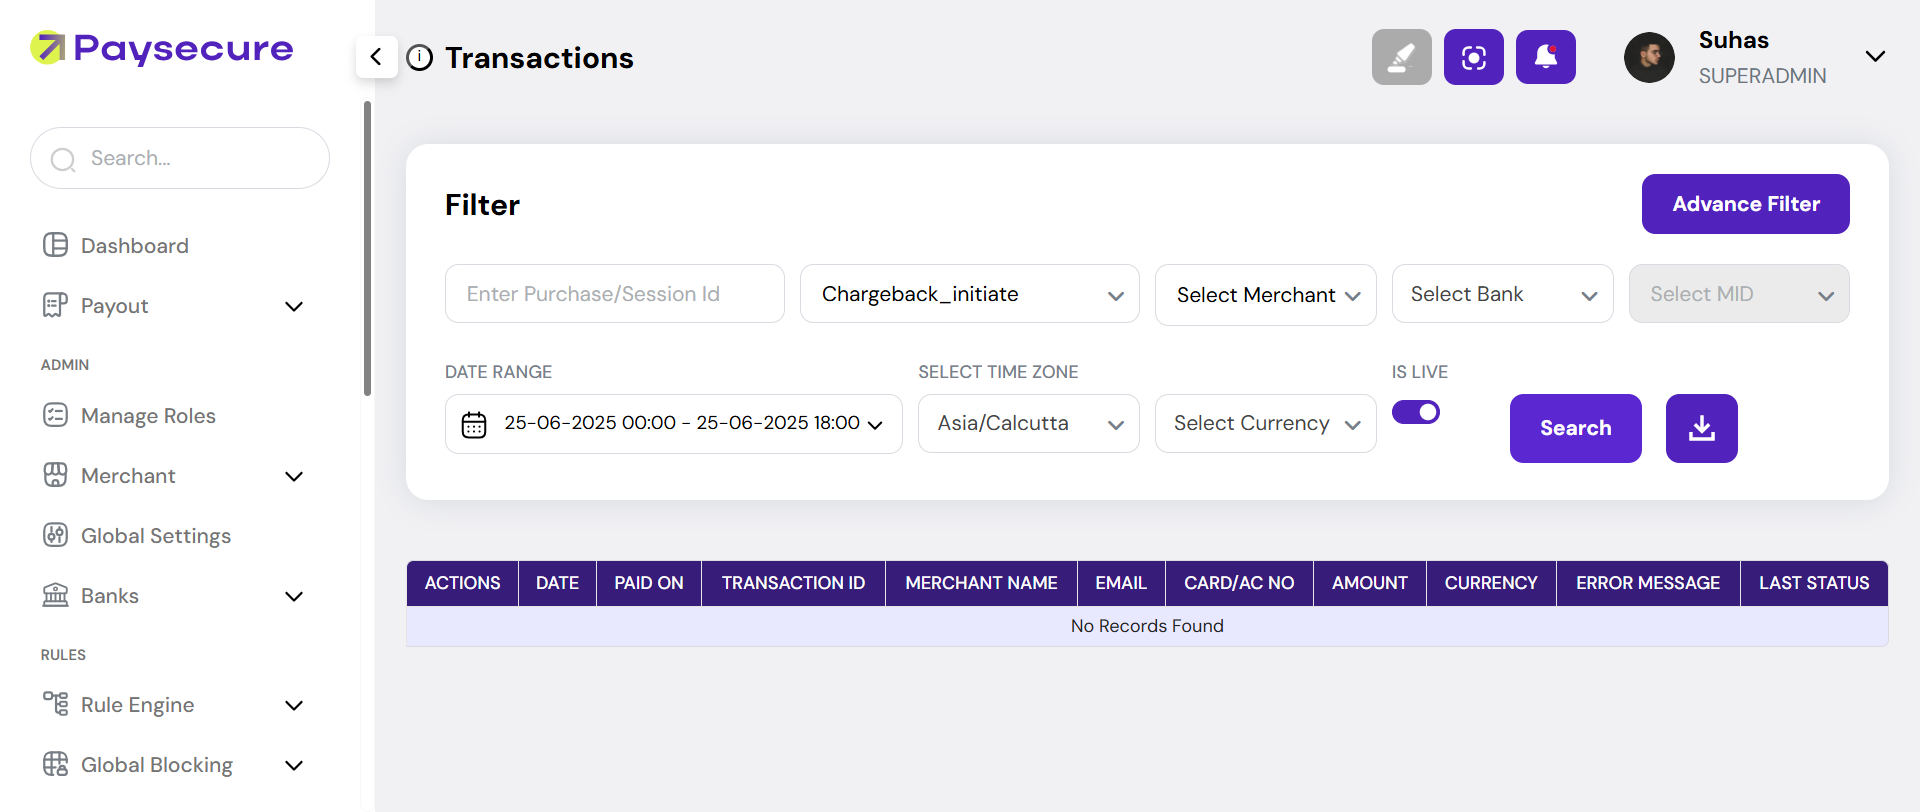 Paysecure
Search...
Dashboard
Payout
ADMIN
Manage Roles
Merchant
Global Settings
Banks
RULES
Rule Engine
Global Blocking
Transactions
Suhas
SUPERADMIN
Filter
Advance Filter
Enter Purchase/Session Id
Chargeback_initiate
Select Merchant
Select Bank
Select MID
DATE RANGE
SELECT TIME ZONE
IS LIVE
25-06-2025 00:00 - 25-06-2025 18:00
Asia/Calcutta
Select Currency
Search
ACTIONS DATE PAID ON TRANSACTION ID MERCHANT NAME EMAIL CARD/AC NO AMOUNT CURRENCY ERROR MESSAGE LAST STATUS
No Records Found